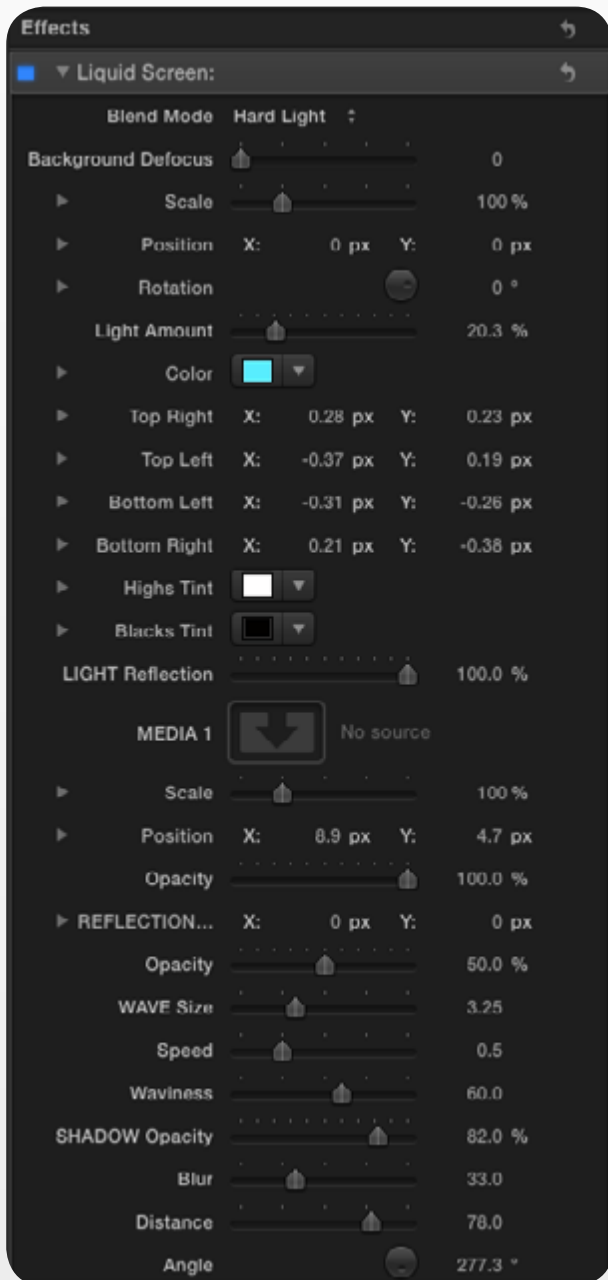 Effects
Liquid Screen:
Blend Mode Hard Light
Background Defocus 0
Scale 100 %
Position X: 0 px Y: 0 px
Rotation 0 °
Light Amount 20.3 %
Color
Top Right X: 0.28 px Y: 0.23 px
Top Left X: -0.37 px Y: 0.19 px
Bottom Left X: -0.31 px Y: -0.26 px
Bottom Right X: 0.21 px Y: -0.38 px
Highs Tint
Blacks Tint
LIGHT Reflection 100.0 %
MEDIA 1 No source
Scale 100 %
Position X: 8.9 px Y: 4.7 px
Opacity 100.0 %
REFLECTION... X: 0 px Y: 0 px
Opacity 50.0 %
WAVE Size 3.25
Speed 0.5
Waviness 60.0
SHADOW Opacity 82.0 %
Blur 33.0
Distance 78.0
Angle 277.3 °